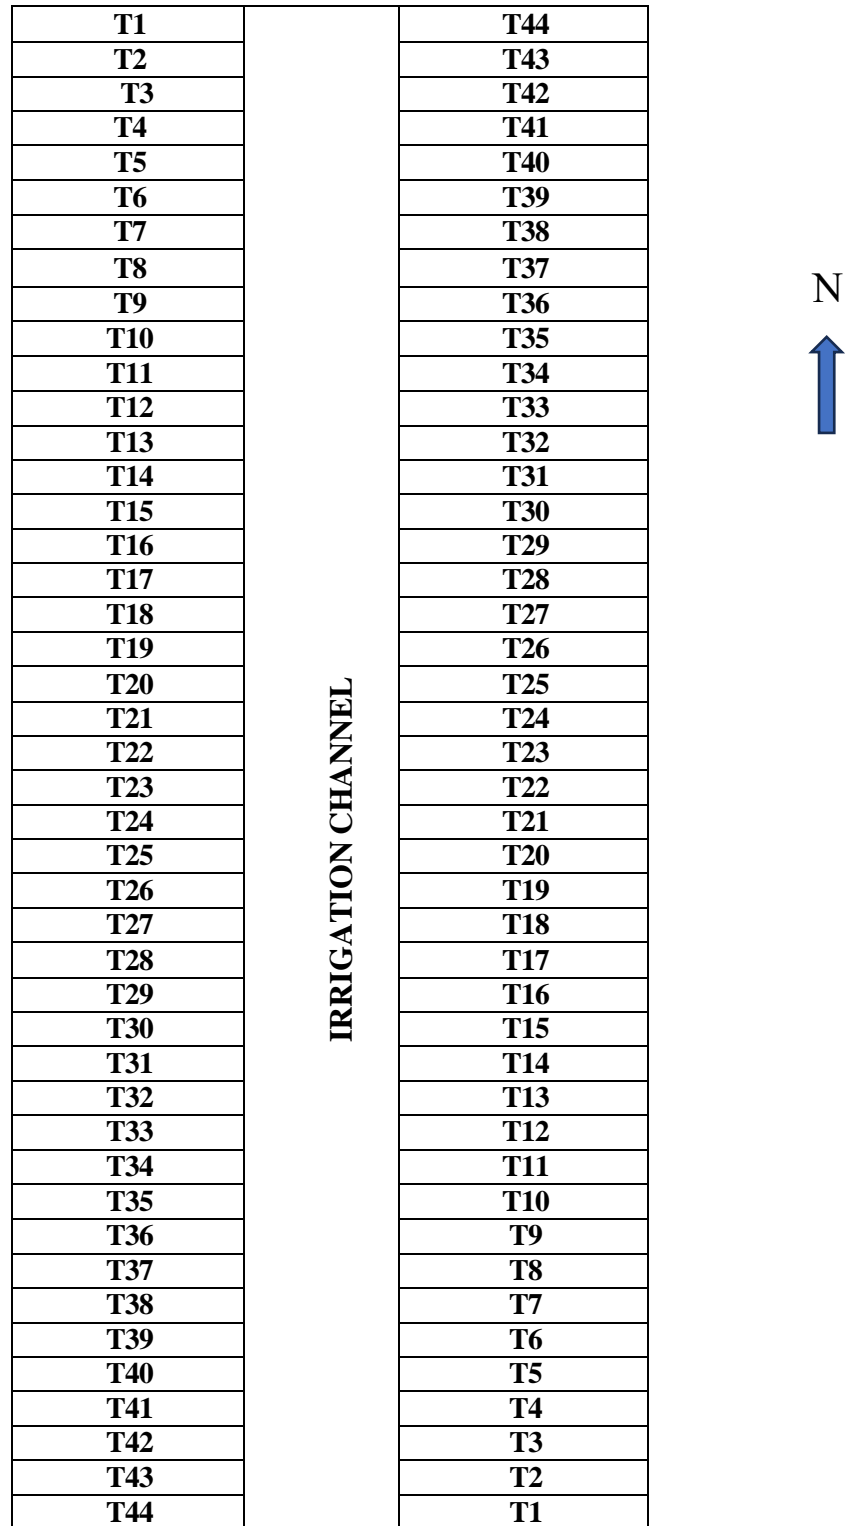 T1 T44
T2 T43
T3 T42
T4 T41
T5 T40
T6 T39
T7 T38
T8 T37
T9 T36
T10 T35
T11 T34
T12 T33
T13 T32
T14 T31
T15 T30
T16 T29
T17 T28
T18 T27
T19 T26
T20 T25
T21 T24
T22 T23
T23 T22
T24 T21
T25 T20
T26 T19
T27 T18
T28 T17
T29 T16
T30 T15
T31 T14
T32 T13
T33 T12
T34 T11
T35 T10
T36 T9
T37 T8
T38 T7
T39 T6
T40 T5
T41 T4
T42 T3
T43 T2
T44 T1
IRRIGATION CHANNEL
N